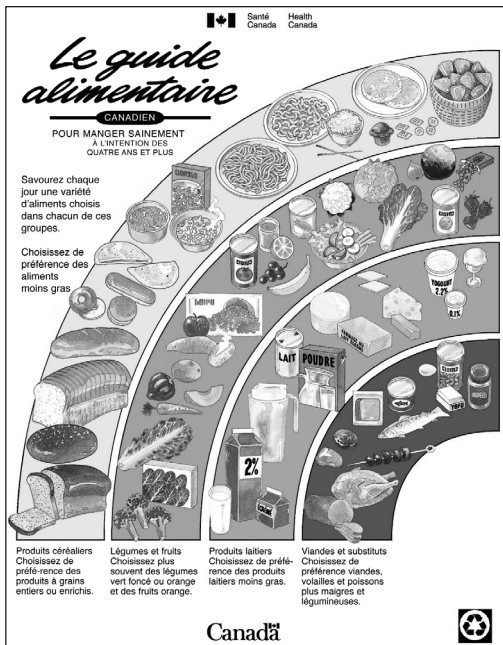 Santé Health
Canada Canada
Le guide
alimentaire
CANADIEN
POUR MANGER SAINEMENT
À L'INTENTION DES
QUATRE ANS ET PLUS
Savourez chaque
jour une variété
d'aliments choisis
dans chacun de ces
groupes.
Choisissez de
préférence des
aliments
moins gras
YOGOURT
2.2%
0.1%
LAIT
POUDRE
2%
TOFU
Produits céréaliers
Choisissez de
préfé-rence des
produits à grains
entiers ou enrichis.
Légumes et fruits
Choisissez plus
souvent des légumes
vert foncé ou orange
et des fruits orange.
Produits laitiers
Choisissez de préfé-
rence des produits
laitiers moins gras.
Viandes et substituts
Choisissez de
préférence viandes,
volailles et poissons
plus maigres et
légumineuses.
Canada